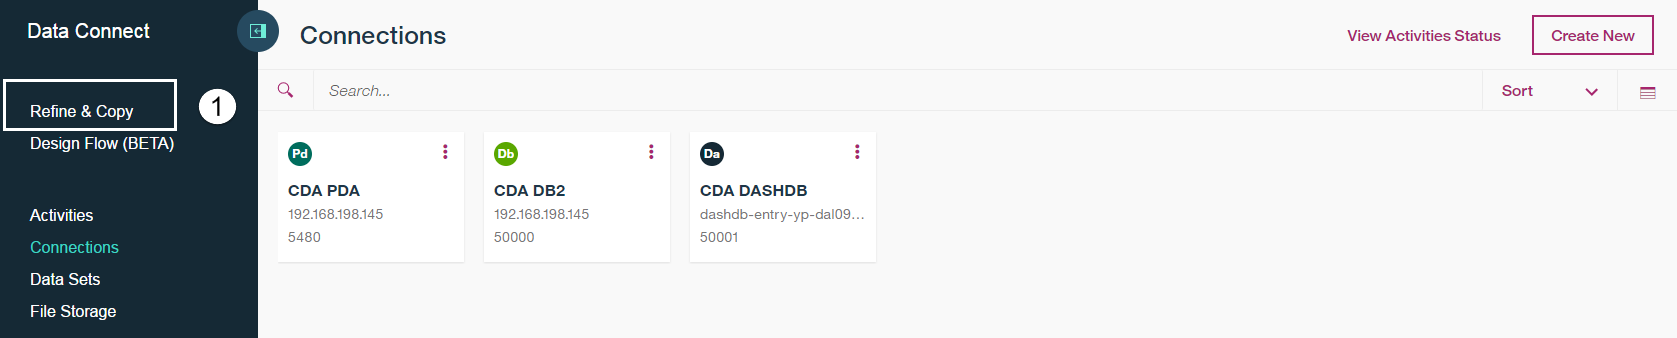 Data Connect
Connections
View Activities Status
Create New
Refine & Copy
1
Design Flow (BETA)
Activities
Connections
Data Sets
File Storage
Search...
Sort
Pd
CDA PDA
192.168.198.145
5480
Db
CDA DB2
192.168.198.145
50000
Da
CDA DASHDB
dashdb-entry-yp-dal09...
50001